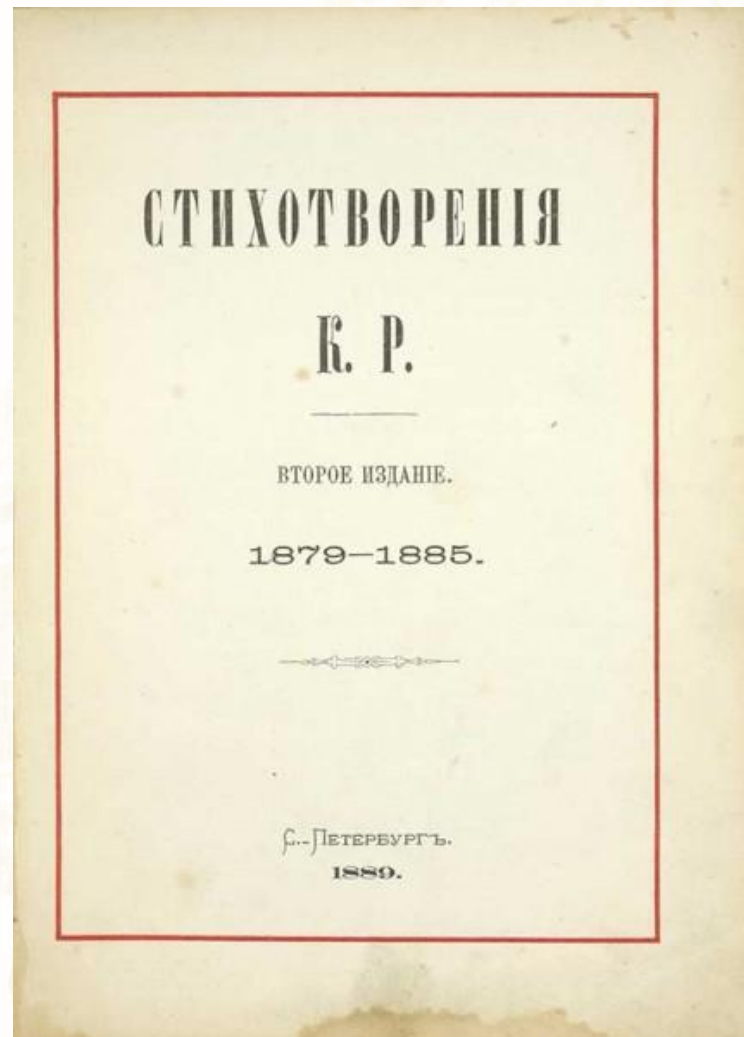 СТИХОТВОРЕНІЯ
К. Р.
ВТОРОЕ ИЗДАНІЕ.
1879—1885.
С.-ПЕТЕРБУРГЪ.
1889.